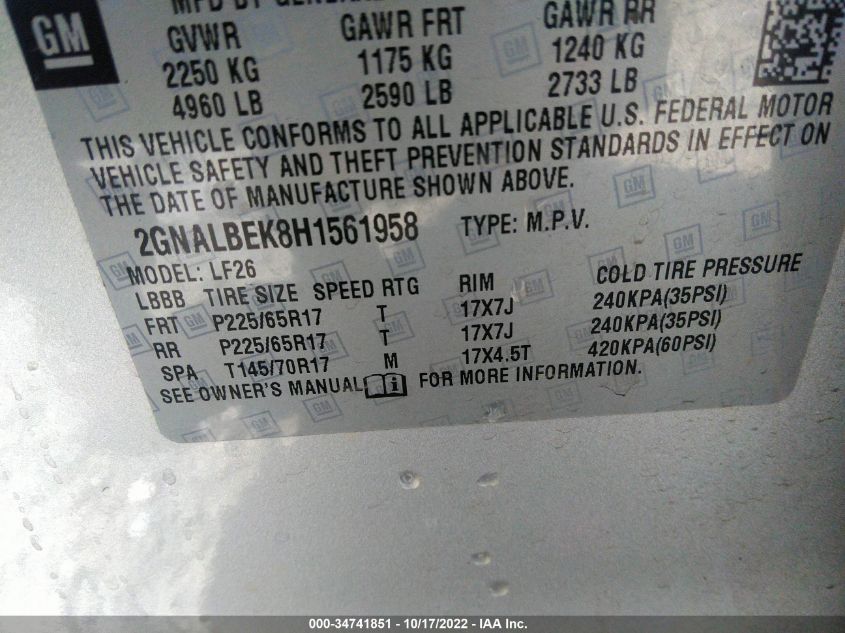 GM
MFD BY GENERAL
GVWR GAWR FRT GAWR RR
2250 KG 1175 KG 1240 KG
4960 LB 2590 LB 2733 LB
THIS VEHICLE CONFORMS TO ALL APPLICABLE U.S. FEDERAL MOTOR
VEHICLE SAFETY AND THEFT PREVENTION STANDARDS IN EFFECT ON
THE DATE OF MANUFACTURE SHOWN ABOVE.
2GNALBEK8H1561958 TYPE: M.P.V.
MODEL: LF26
LBBB TIRE SIZE SPEED RTG RIM COLD TIRE PRESSURE
FRT P225/65R17 T 17X7J 240KPA(35PSI)
RR P225/65R17 T 17X7J 240KPA(35PSI)
SPA T145/70R17 M 17X4.5T 420KPA(60PSI)
SEE OWNER'S MANUAL FOR MORE INFORMATION.
000-34741851 - 10/17/2022 - IAA Inc.